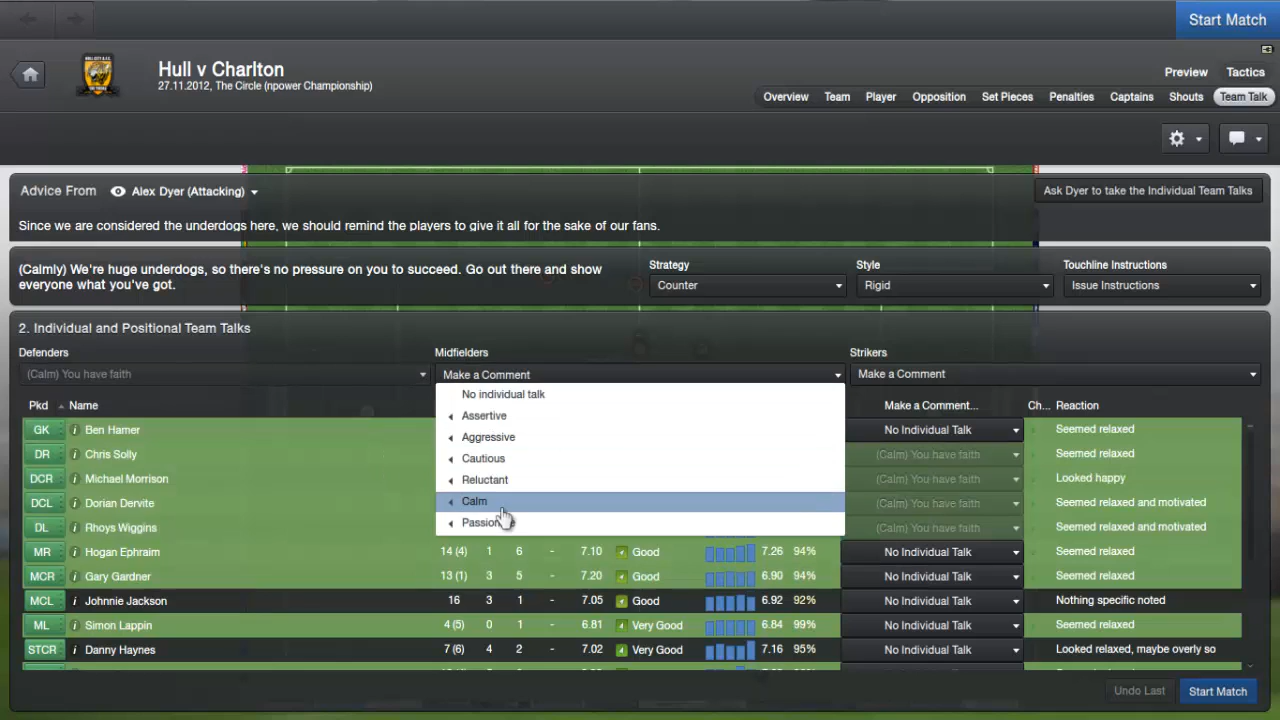 Start Match
Hull v Charlton
27.11.2012, The Circle (npower Championship)
Preview Tactics
Overview Team Player Opposition Set Pieces Penalties Captains Shouts Team Talk
Advice From Alex Dyer (Attacking) Ask Dyer to take the Individual Team Talks
Since we are considered the underdogs here, we should remind the players to give it all for the sake of our fans.
(Calmly) We're huge underdogs, so there's no pressure on you to succeed. Go out there and show
everyone what you've got.
Strategy Style Touchline Instructions
Counter Rigid Issue Instructions
2. Individual and Positional Team Talks
Defenders Midfielders Strikers
(Calm) You have faith Make a Comment Make a Comment
No individual talk
Assertive
Aggressive
Cautious
Reluctant
Calm
Pkd Name Make a Comment... Ch... Reaction
GK i Ben Hamer No Individual Talk Seemed relaxed
DR i Chris Solly (Calm) You have faith Seemed relaxed
DCR i Michael Morrison (Calm) You have faith Looked happy
DCL i Dorian Dervite (Calm) You have faith Seemed relaxed and motivated
DL i Rhoys Wiggins (Calm) You have faith Seemed relaxed and motivated
MR i Hogan Ephraim 14 (4) 1 6 - 7.10 Good 7.26 94% No Individual Talk Seemed relaxed
MCR i Gary Gardner 13 (1) 3 5 - 7.20 Good 6.90 94% No Individual Talk Seemed relaxed
MCL i Johnnie Jackson 16 3 1 - 7.05 Good 6.92 92% No Individual Talk Nothing specific noted
ML i Simon Lappin 4 (5) 0 1 - 6.81 Very Good 6.84 99% No Individual Talk Seemed relaxed
STCR i Danny Haynes 7 (6) 4 2 - 7.02 Very Good 7.16 95% No Individual Talk Looked relaxed, maybe overly so
Undo Last Start Match